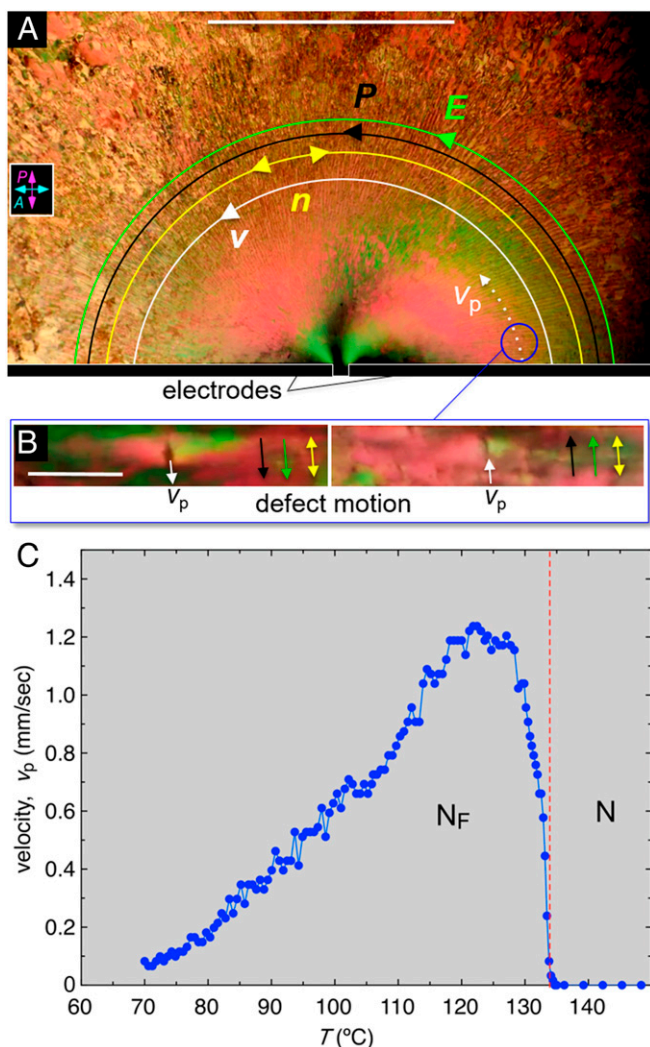 A
P
E
P
A
n
v
vp
electrodes
B
vp
defect motion
vp
C
velocity, vp (mm/sec)
1.4
1.2
1.0
0.8
0.6
0.4
0.2
0
NF
N
60
70
80
90
100
110
120
130
140
T (ºC)